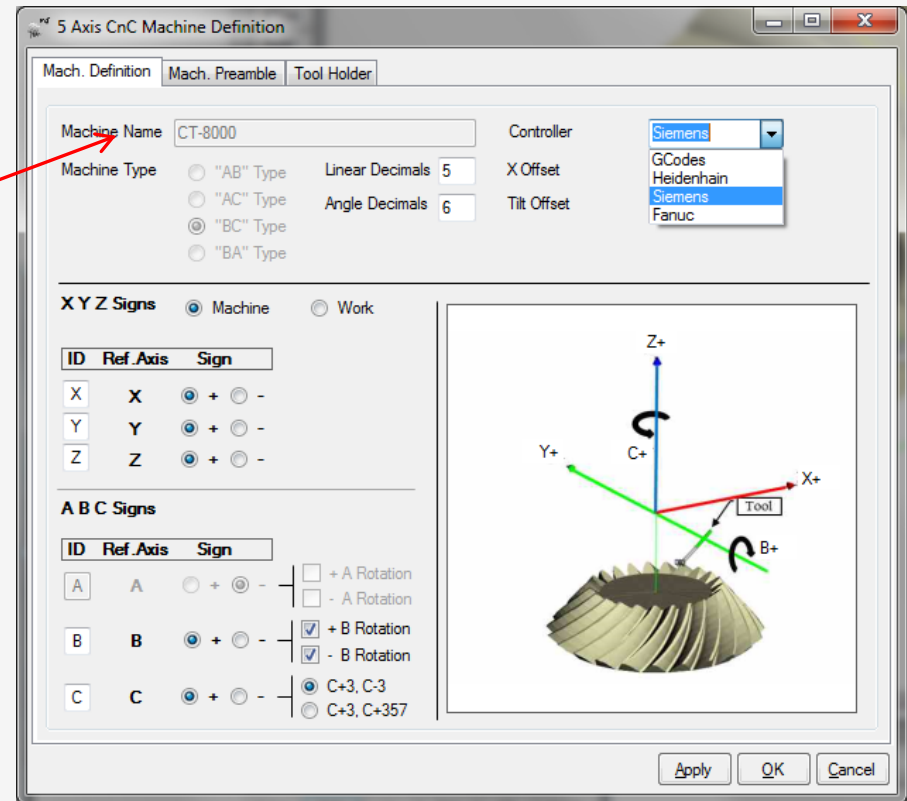 5 Axis CnC Machine Definition
Mach. Definition Mach. Preamble Tool Holder
Machine Name CT-8000 Controller Siemens
GCodes
Heidenhain
Siemens
Fanuc
Machine Type "AB" Type Linear Decimals 5 X Offset
"AC" Type Angle Decimals 6 Tilt Offset
"BC" Type
"BA" Type
X Y Z Signs Machine Work
ID Ref.Axis Sign
X X + -
Y Y + -
Z Z + -
A B C Signs
ID Ref.Axis Sign
A A + - + A Rotation
- A Rotation
B B + - + B Rotation
- B Rotation
C C + - C+3, C-3
C+3, C+357
Z+
Y+ C+
X+
Tool
B+
Apply OK Cancel